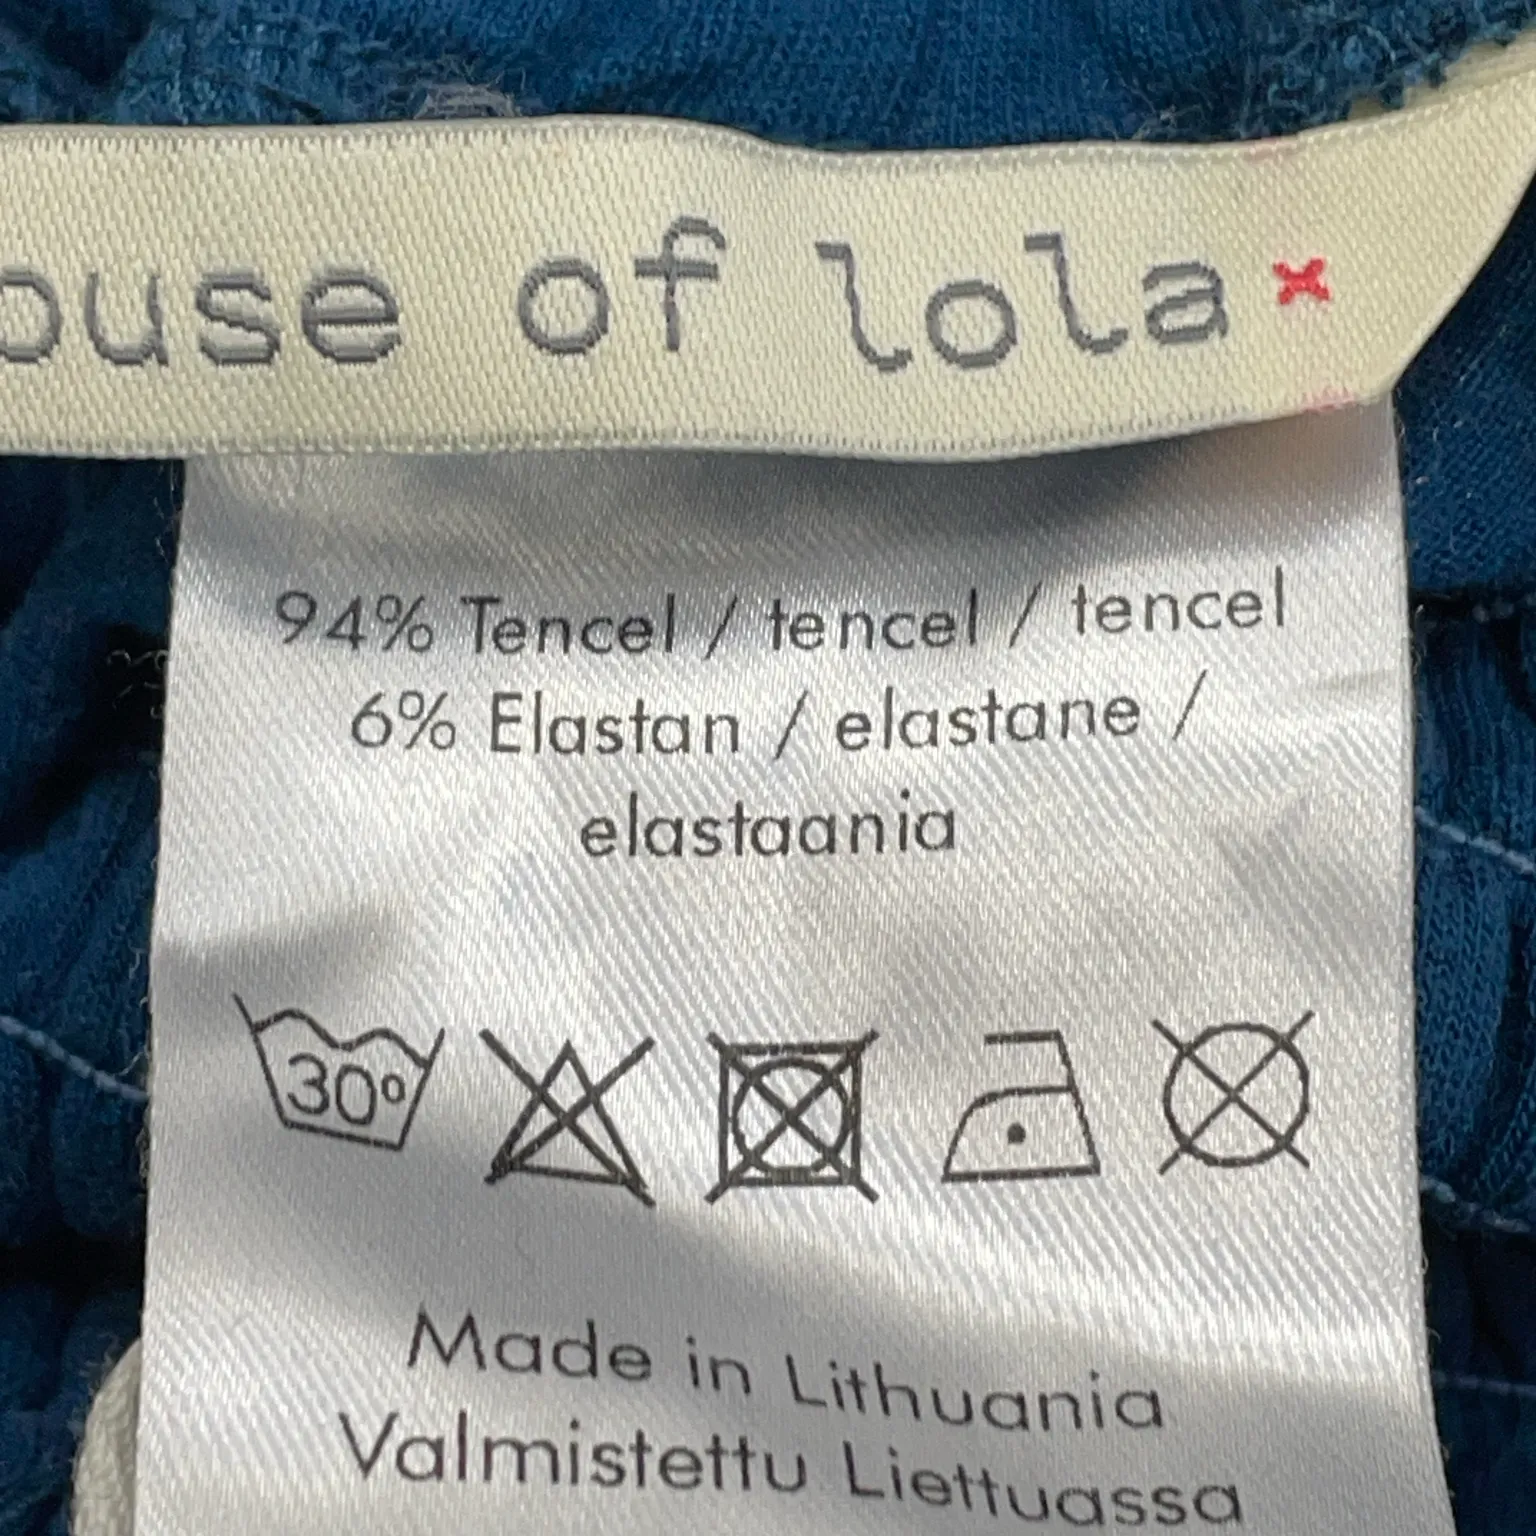 ouse of lola
94% Tencel / tencel / tencel
6% Elastan / elastane /
elastaania
30°
Made in Lithuania
Valmistettu Liettuassa